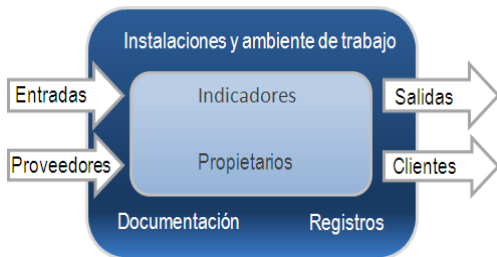 Instalaciones y ambiente de trabajo
Entradas
Indicadores
Salidas
Proveedores
Propietarios
Clientes
Documentación
Registros